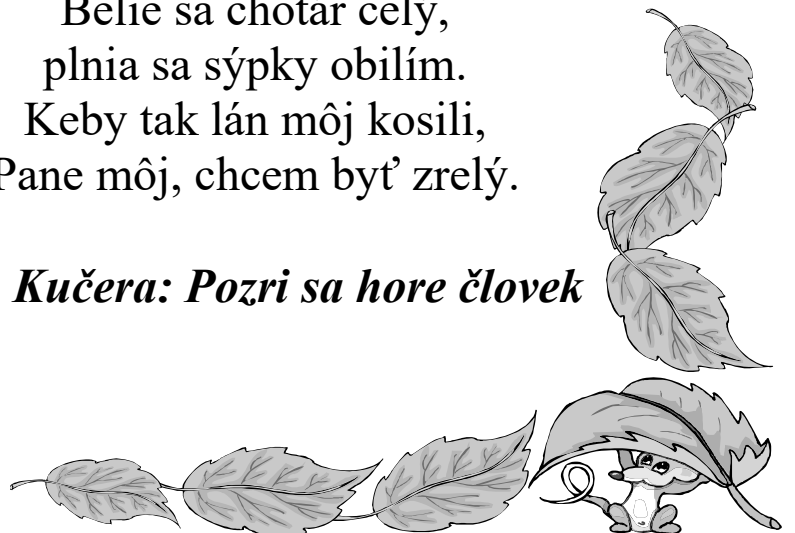 Belie sa chotár celý,
plnia sa sýpky obilím.
Keby tak lán môj kosili,
Pane môj, chcem byť zrelý.
Kučera: Pozri sa hore človek